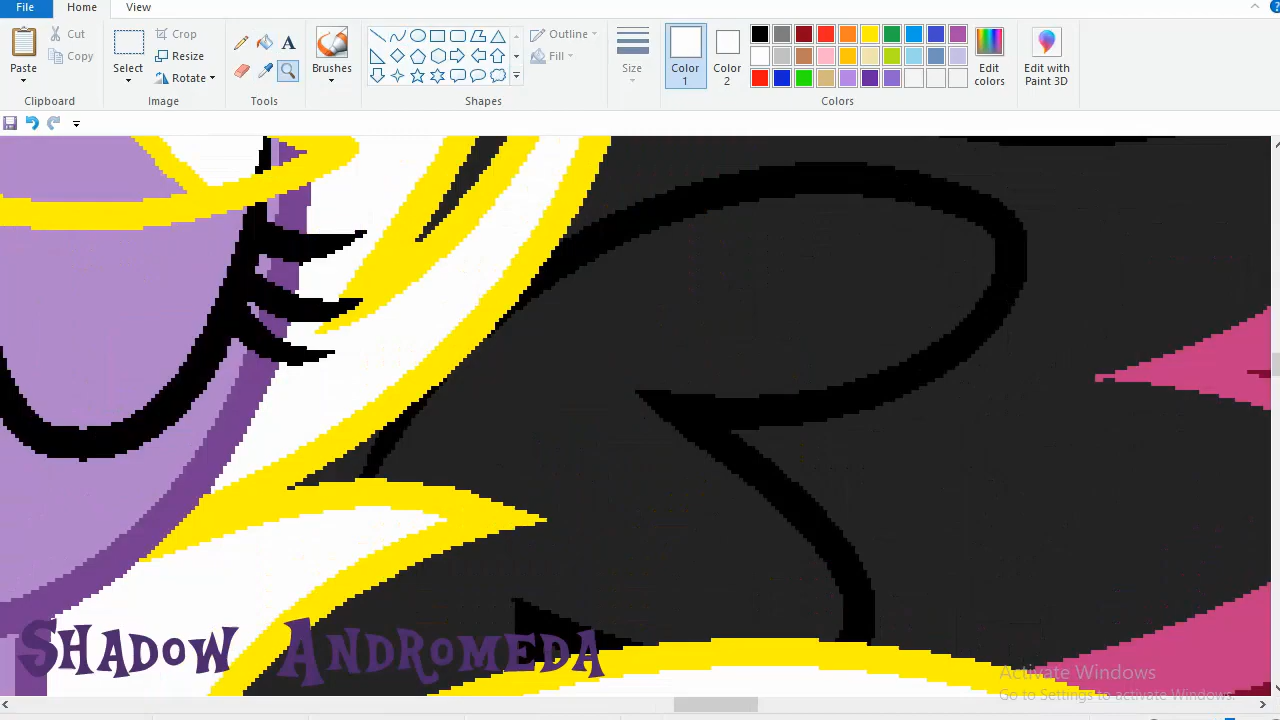 File Home View
Cut
Copy
Paste
Select
Crop
Resize
Rotate
A
Brushes
Outline
Fill
Size
Color
1
Color
2
Edit
colors
Edit with
Paint 3D
Clipboard Image Tools Shapes Colors
Shadow Andromeda
Activate Windows
Go to Settings to activate Windows.